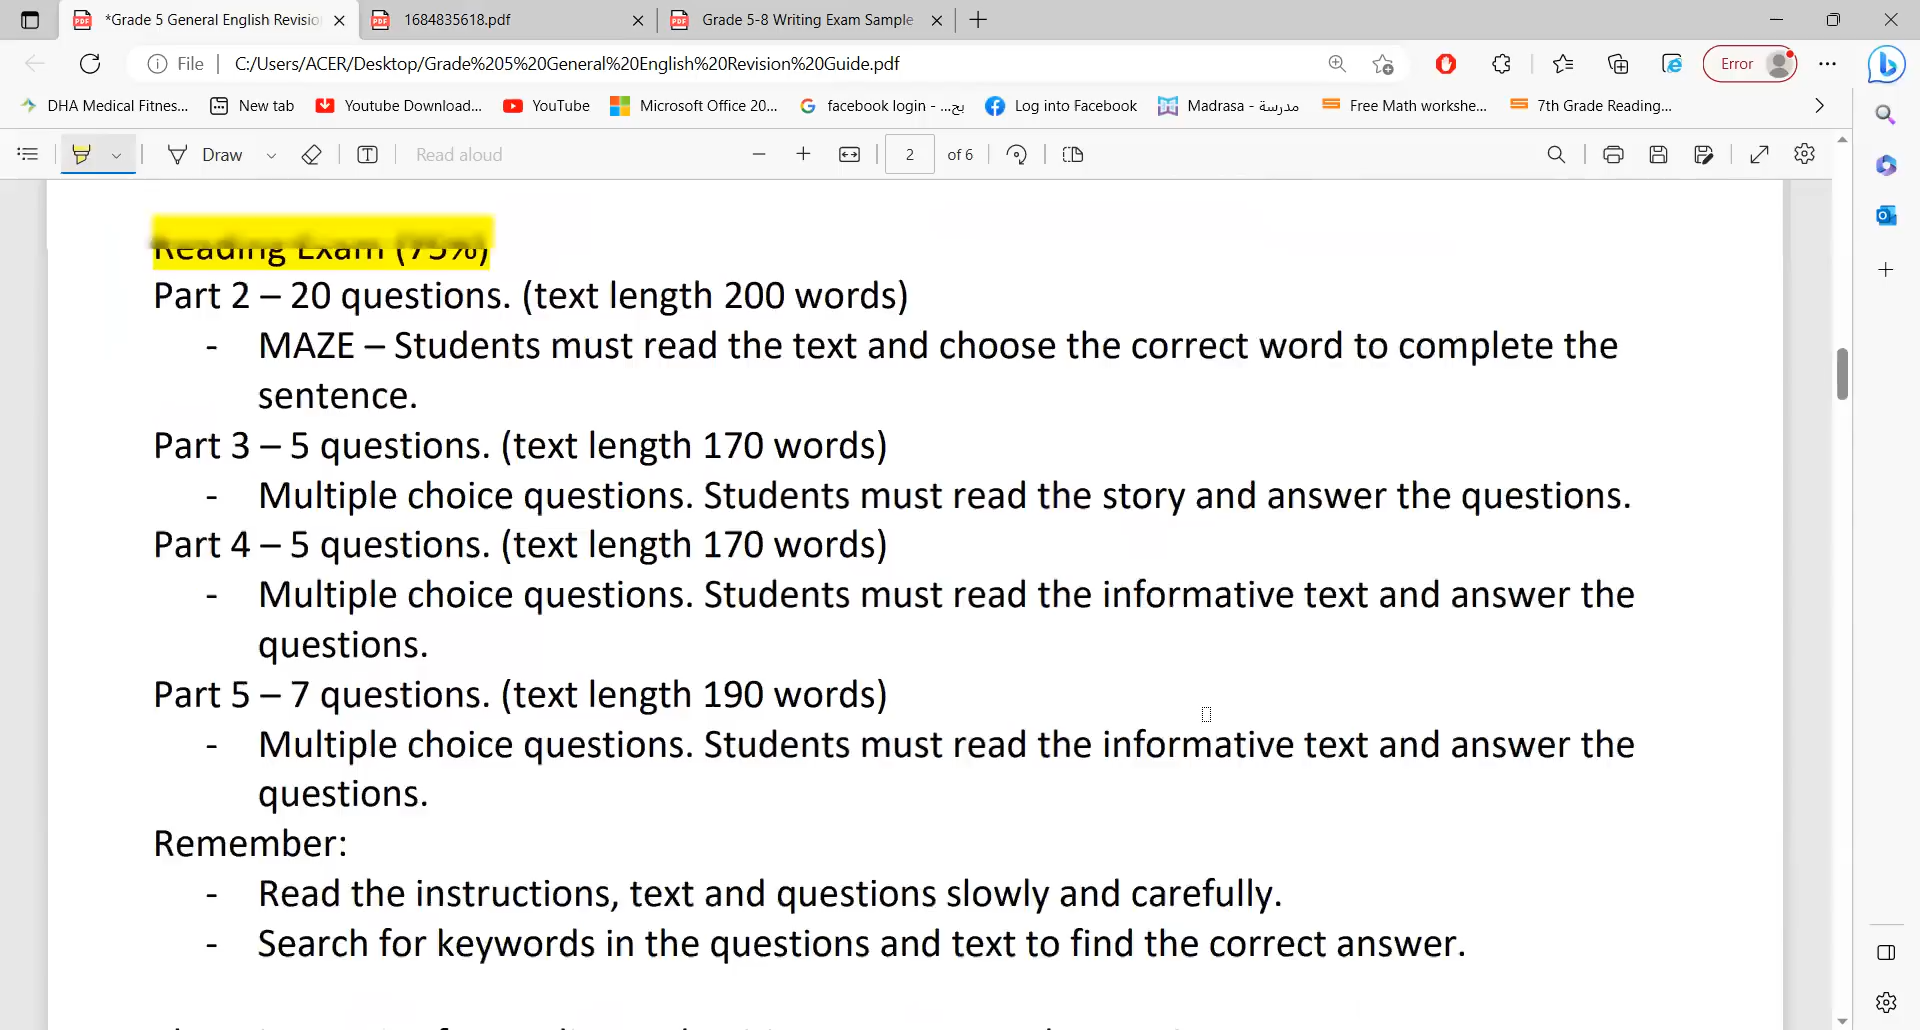 *Grade 5 General English Revisio
1684835618.pdf
Grade 5-8 Writing Exam Sample
File
C:/Users/ACER/Desktop/Grade%205%20General%20English%20Revision%20Guide.pdf
Error
DHA Medical Fitnes...
New tab
Youtube Download...
YouTube
Microsoft Office 20...
facebook login - ...بح
Log into Facebook
Madrasa - مدرسة
Free Math workshe...
7th Grade Reading...
Draw
Read aloud
2
of 6
Reading Exam (75%)
Part 2 – 20 questions. (text length 200 words)
- MAZE – Students must read the text and choose the correct word to complete the
sentence.
Part 3 – 5 questions. (text length 170 words)
- Multiple choice questions. Students must read the story and answer the questions.
Part 4 – 5 questions. (text length 170 words)
- Multiple choice questions. Students must read the informative text and answer the
questions.
Part 5 – 7 questions. (text length 190 words)
- Multiple choice questions. Students must read the informative text and answer the
questions.
Remember:
- Read the instructions, text and questions slowly and carefully.
- Search for keywords in the questions and text to find the correct answer.